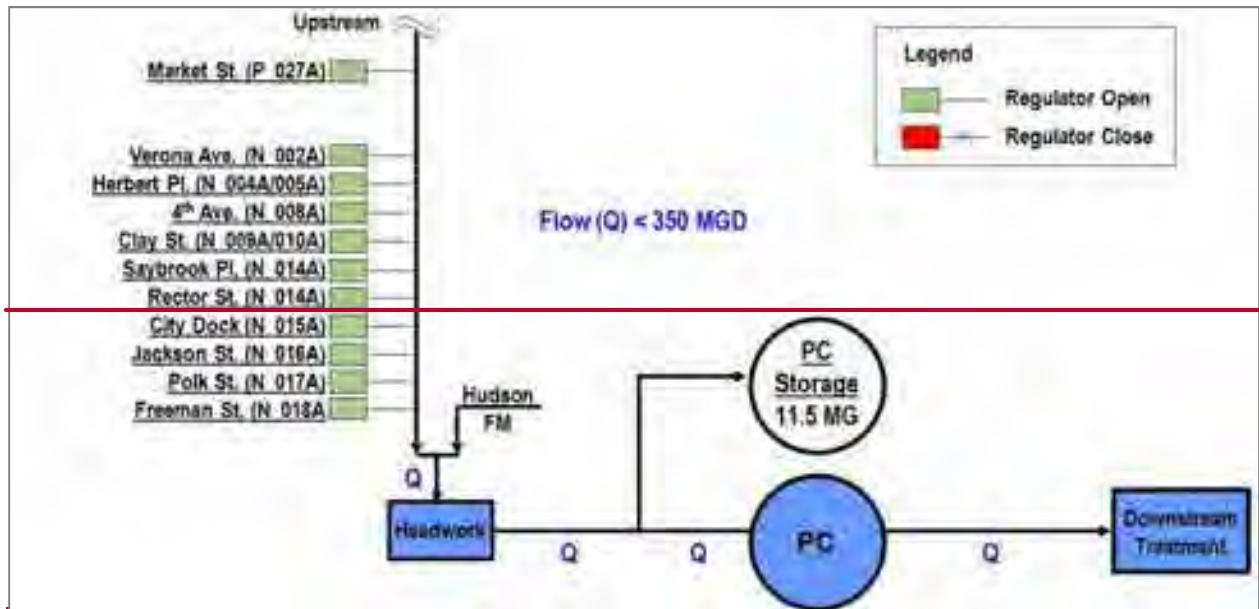 Upstream
Market St. (P 027A)
Verona Ave. (N 002A)
Herbert Pl. (N 004A/005A)
4th Ave. (N 008A)
Clay St. (N 009A/010A)
Saybrook Pl. (N 014A)
Rector St. (N 014A)
City Dock (N 015A)
Jackson St. (N 016A)
Polk St. (N 017A)
Freeman St. (N 018A
Legend
Regulator Open
Regulator Close
Flow (Q) < 350 MGD
Hudson
FM
PC
Storage
11.5 MG
Q
Headwork
Q
Q
PC
Q
Downstream
Treatment